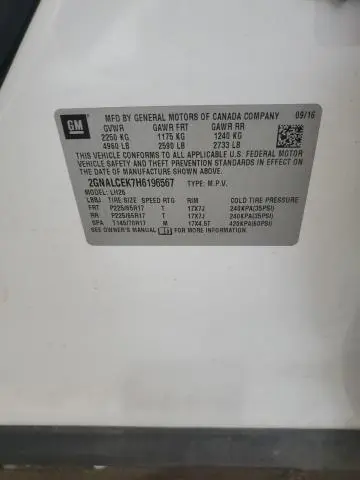 GM MFD BY GENERAL MOTORS OF CANADA COMPANY 09/16
GVWR GAWR FRT GAWR RR
2250 KG 1175 KG 1240 KG
4960 LB 2590 LB 2733 LB
THIS VEHICLE CONFORMS TO ALL APPLICABLE U.S. FEDERAL MOTOR
VEHICLE SAFETY AND THEFT PREVENTION STANDARDS IN EFFECT ON
THE DATE OF MANUFACTURE SHOWN ABOVE.
2GNALCEK7H6196567 TYPE: M.P.V.
MODEL: LH26
TIRE SIZE SPEED RTG RIM COLD TIRE PRESSURE
FRT P225/65R17 T 17X7J 240KPA(35PSI)
RR P225/65R17 T 17X7J 240KPA(35PSI)
SPA T145/70R17 M 17X4.5T 420KPA(60PSI)
SEE OWNER'S MANUAL FOR ADDITIONAL INFORMATION